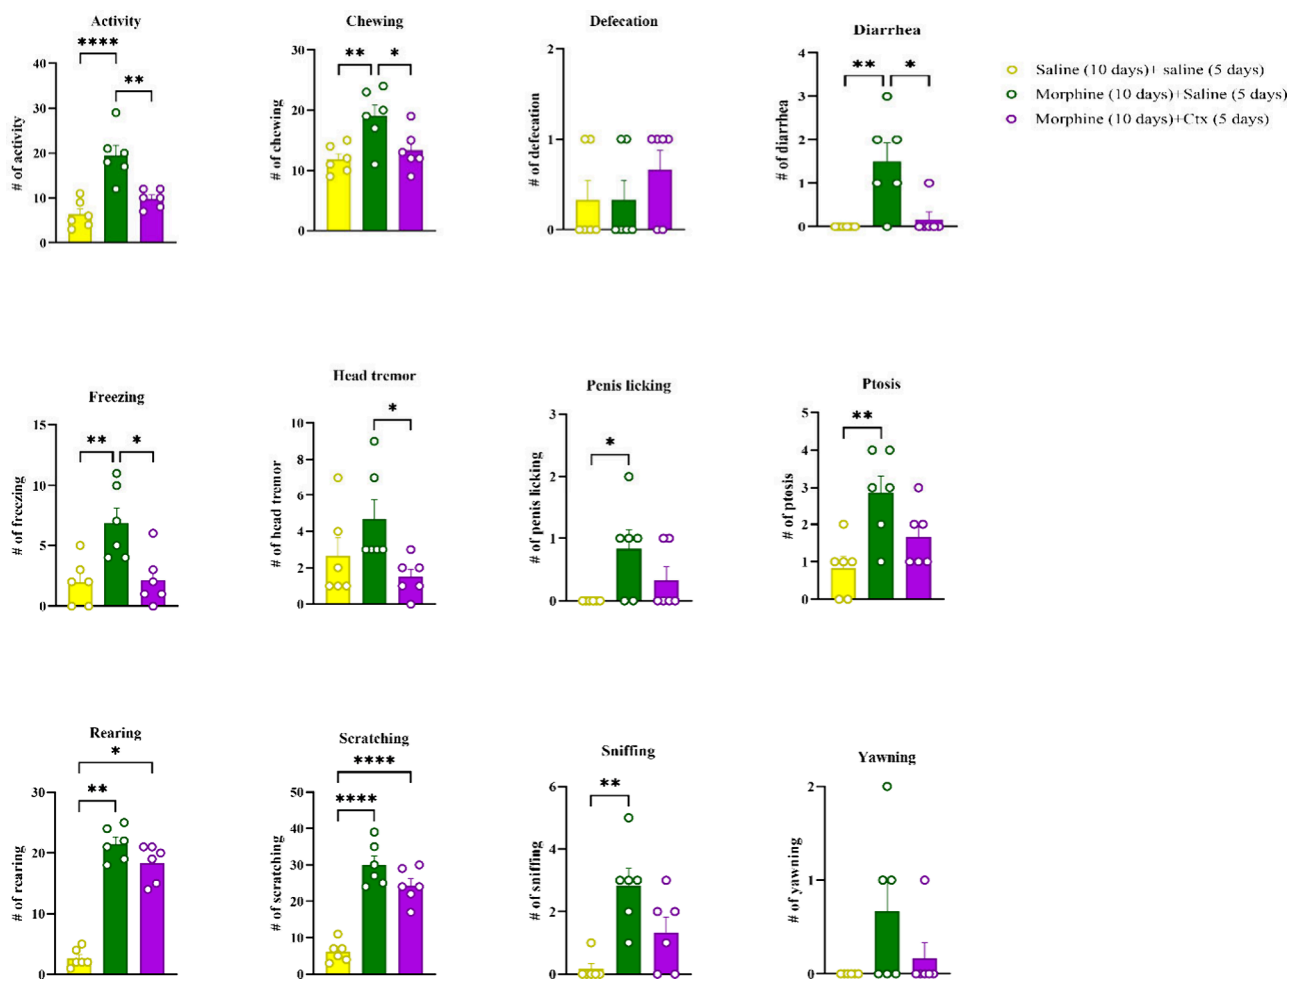 Activity
****
**
40
30
20
10
0
# of activity
Chewing
**
*
30
20
10
0
# of chewing
Defecation
2
1
0
# of defecation
Diarrhea
**
*
4
3
2
1
0
# of diarrhea
Saline (10 days)+ saline (5 days)
Morphine (10 days)+Saline (5 days)
Morphine (10 days)+Ctx (5 days)
Freezing
**
*
15
10
5
0
# of freezing
Head tremor
*
10
8
6
4
2
0
# of head tremor
Penis licking
*
3
2
1
0
# of penis licking
Ptosis
**
5
4
3
2
1
0
# of ptosis
Rearing
*
**
30
20
10
0
# of rearing
Scratching
****
****
50
40
30
20
10
0
# of scratching
Sniffing
**
6
4
2
0
# of sniffing
Yawning
2
1
0
# of yawning